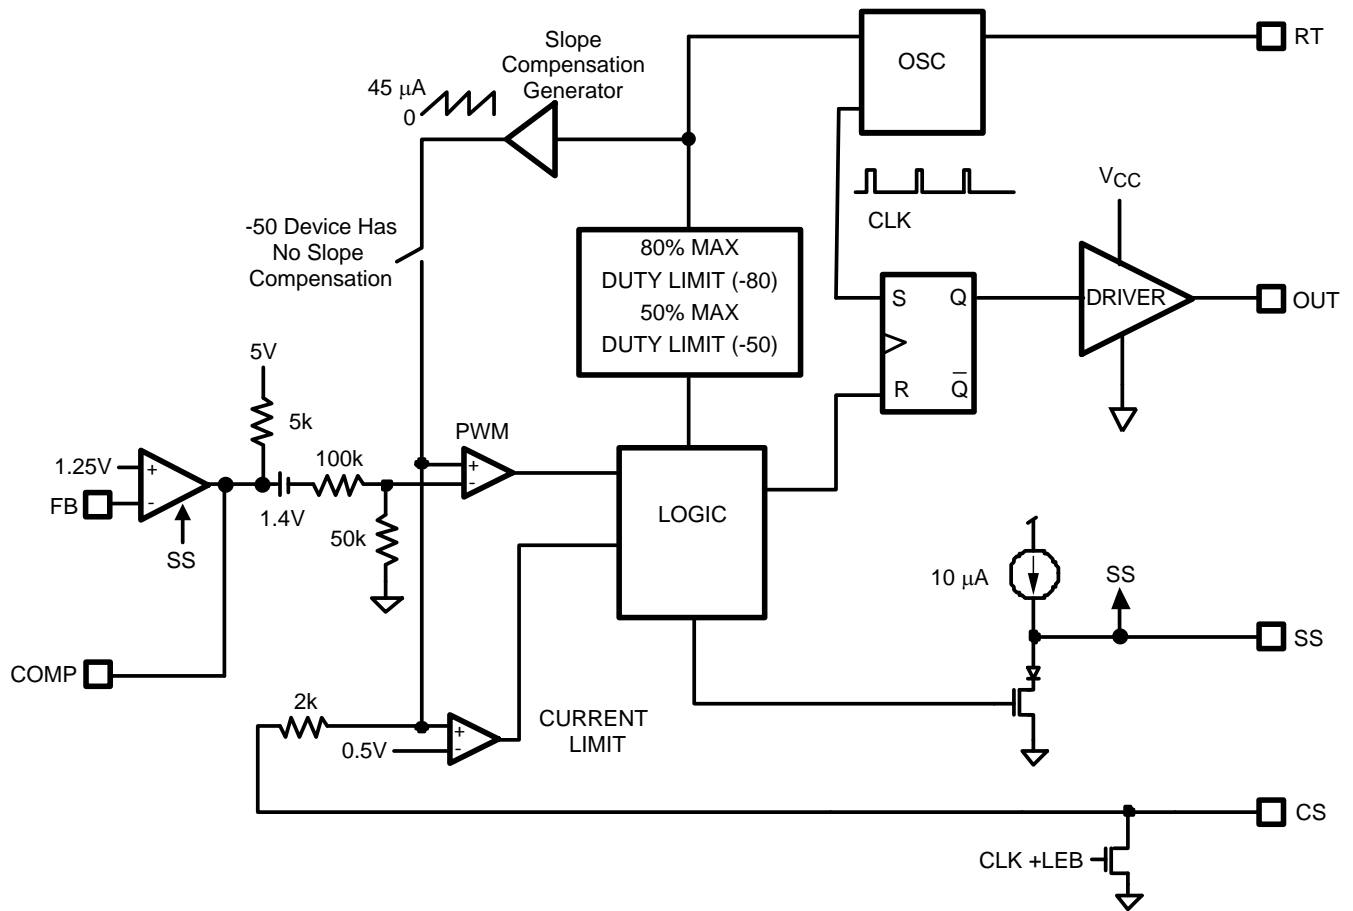 Slope
Compensation
Generator
45 μA
0
OSC
RT
CLK
VCC
-50 Device Has
No Slope
Compensation
80% MAX
DUTY LIMIT (-80)
50% MAX
DUTY LIMIT (-50)
S
Q
R
Q̅
DRIVER
OUT
5V
5k
1.25V
+
-
FB
SS
1.4V
100k
50k
PWM
+
-
LOGIC
10 μA
SS
SS
COMP
2k
0.5V
+
-
CURRENT
LIMIT
CS
CLK +LEB